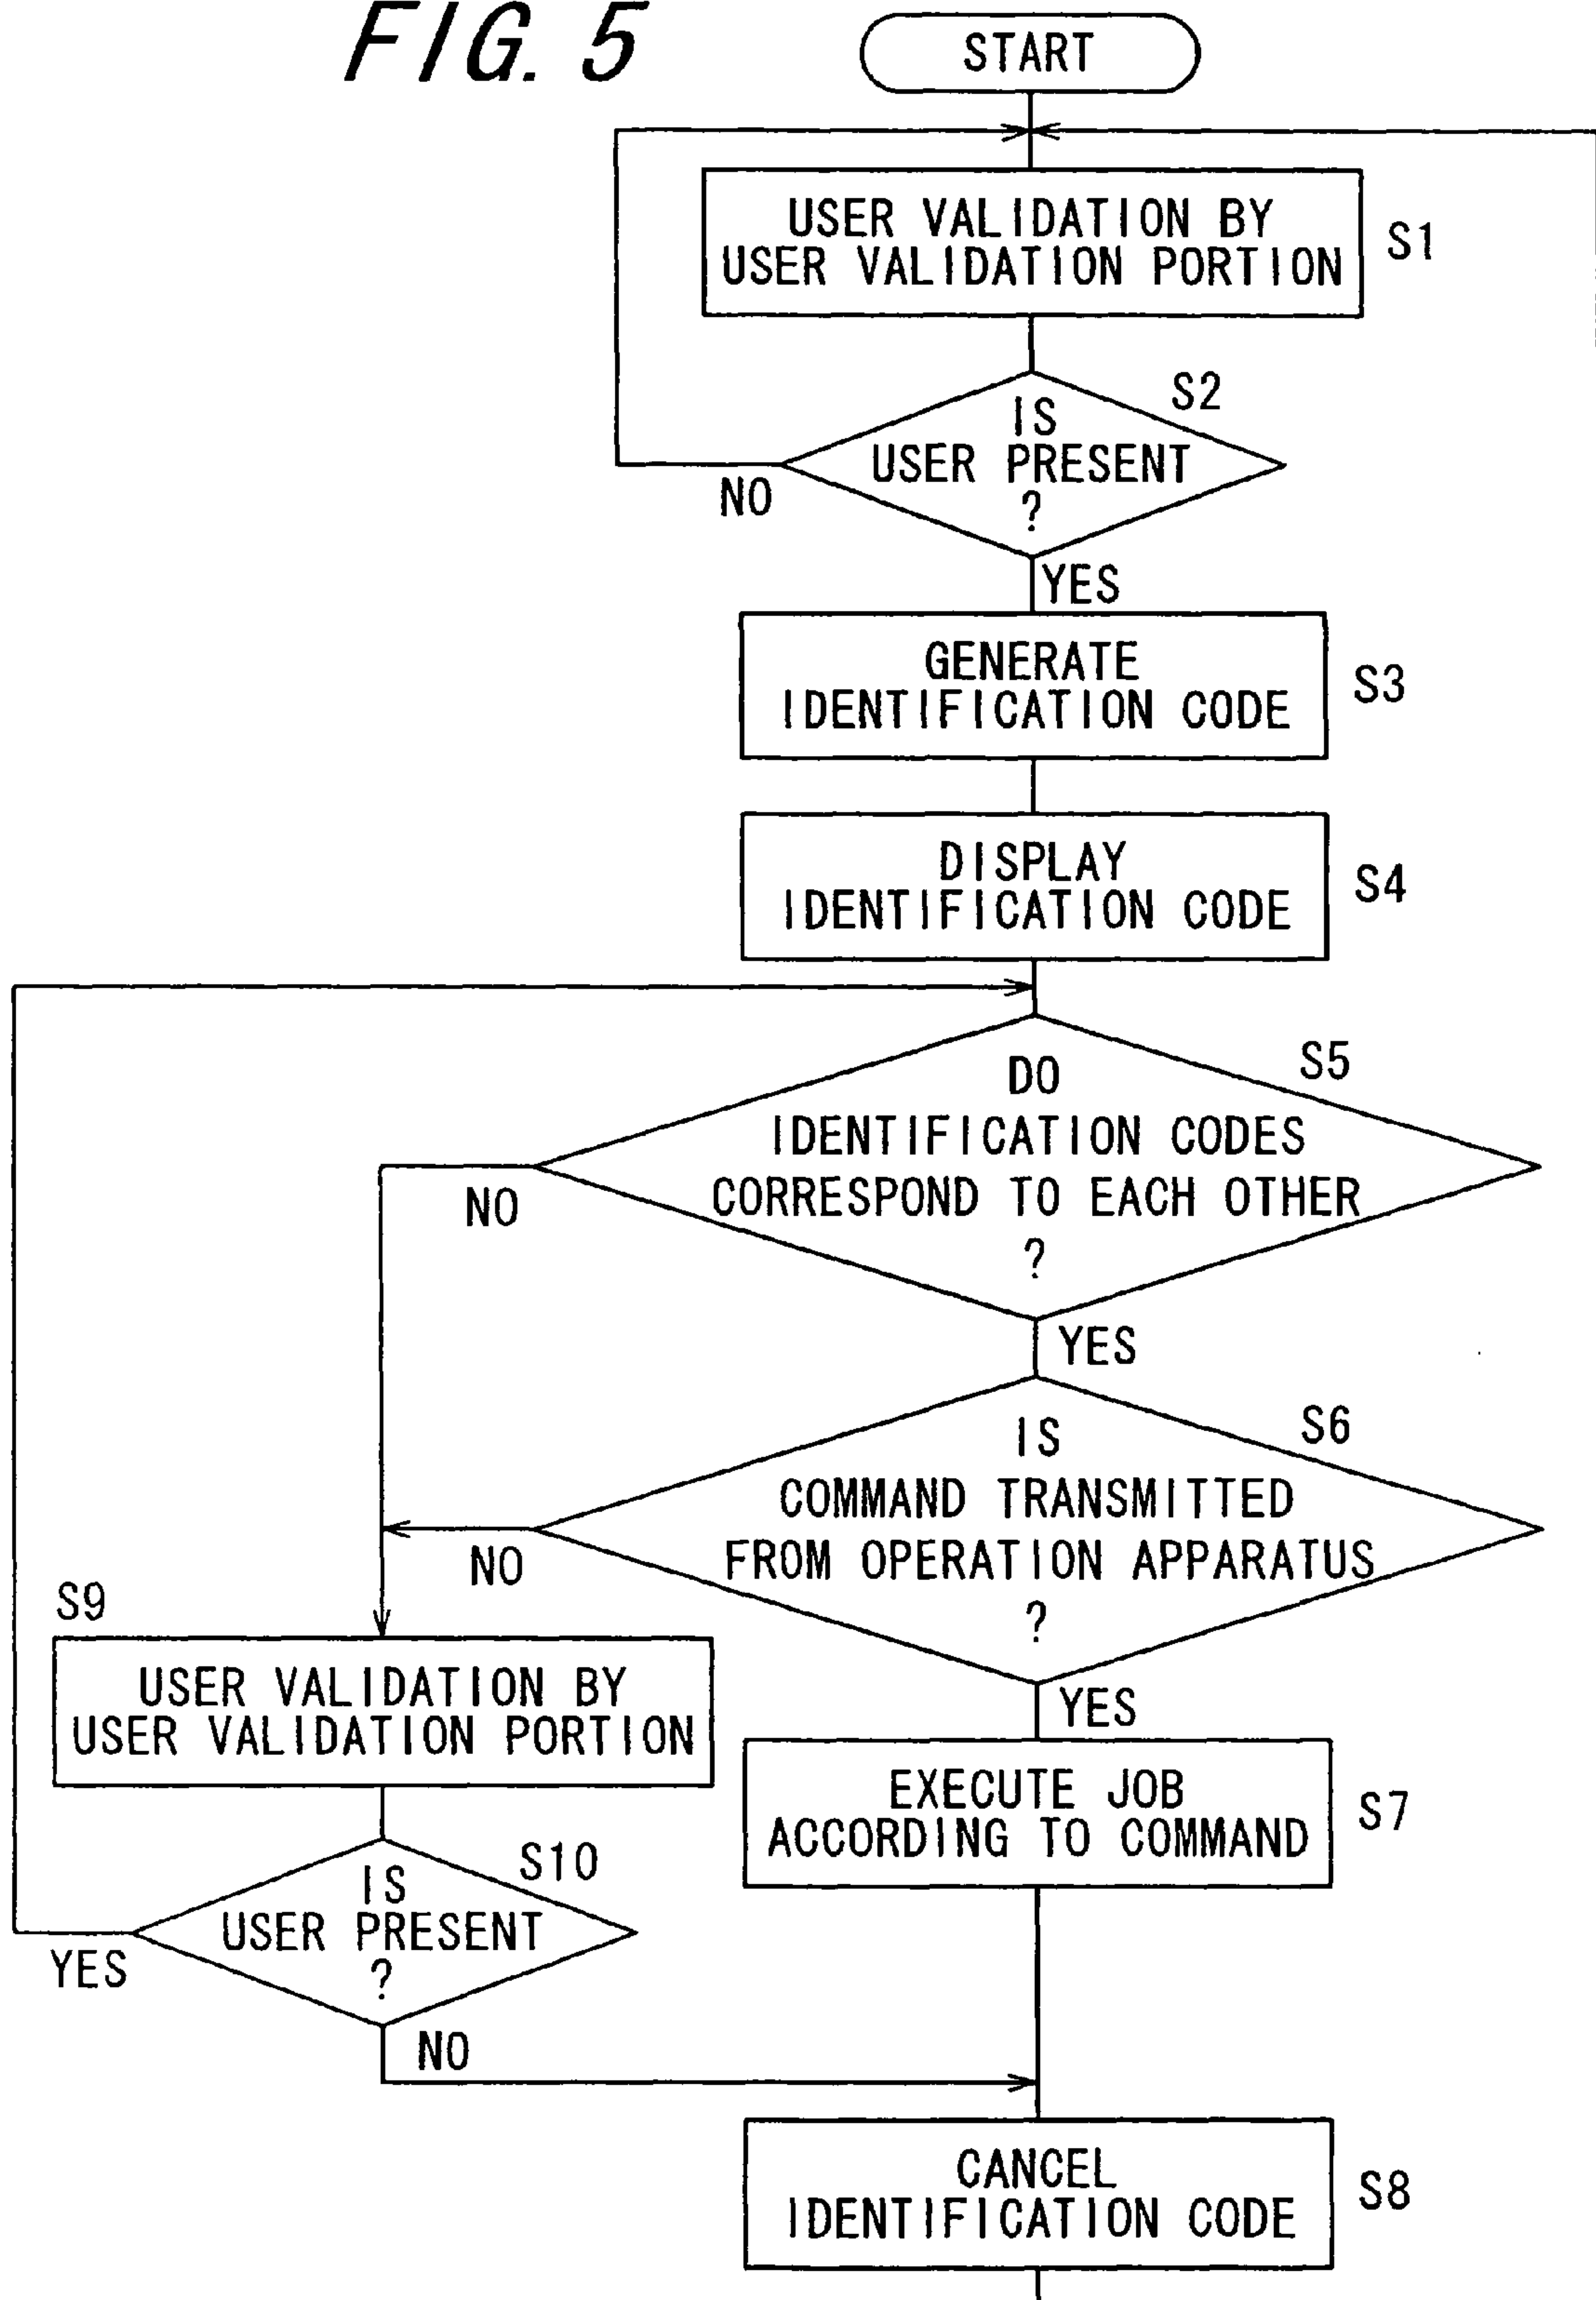 FIG. 5
START
USER VALIDATION BY
USER VALIDATION PORTION
S1
S2
IS
USER PRESENT
?
NO
YES
GENERATE
IDENTIFICATION CODE
S3
DISPLAY
IDENTIFICATION CODE
S4
S5
DO
IDENTIFICATION CODES
CORRESPOND TO EACH OTHER
?
NO
YES
S6
IS
COMMAND TRANSMITTED
FROM OPERATION APPARATUS
?
NO
YES
S9
USER VALIDATION BY
USER VALIDATION PORTION
EXECUTE JOB
ACCORDING TO COMMAND
S7
S10
IS
USER PRESENT
?
YES
NO
CANCEL
IDENTIFICATION CODE
S8